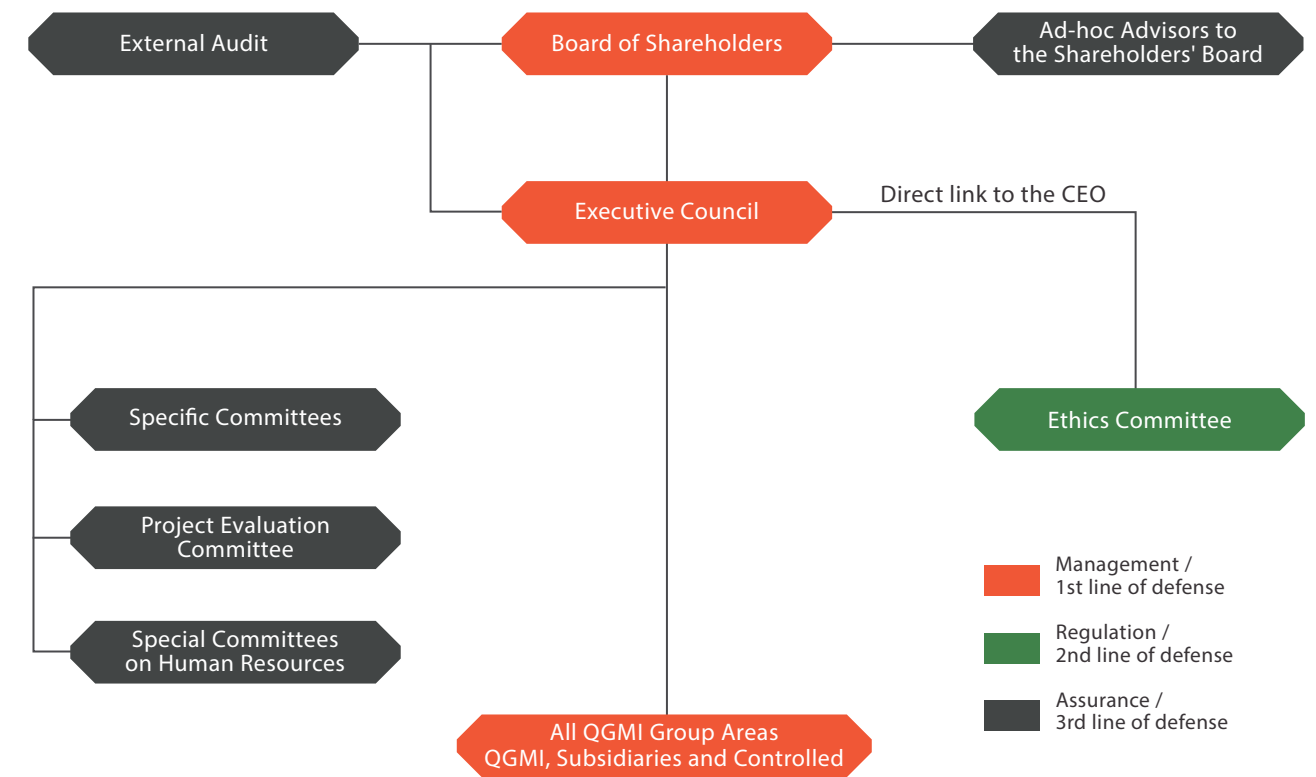 External Audit
Board of Shareholders
Ad-hoc Advisors to
the Shareholders' Board
Executive Council
Direct link to the CEO
Specific Committees
Ethics Committee
Project Evaluation
Committee
Special Committees
on Human Resources
Management /
1st line of defense
Regulation /
2nd line of defense
Assurance /
3rd line of defense
All QGMI Group Areas
QGMI, Subsidiaries and Controlled